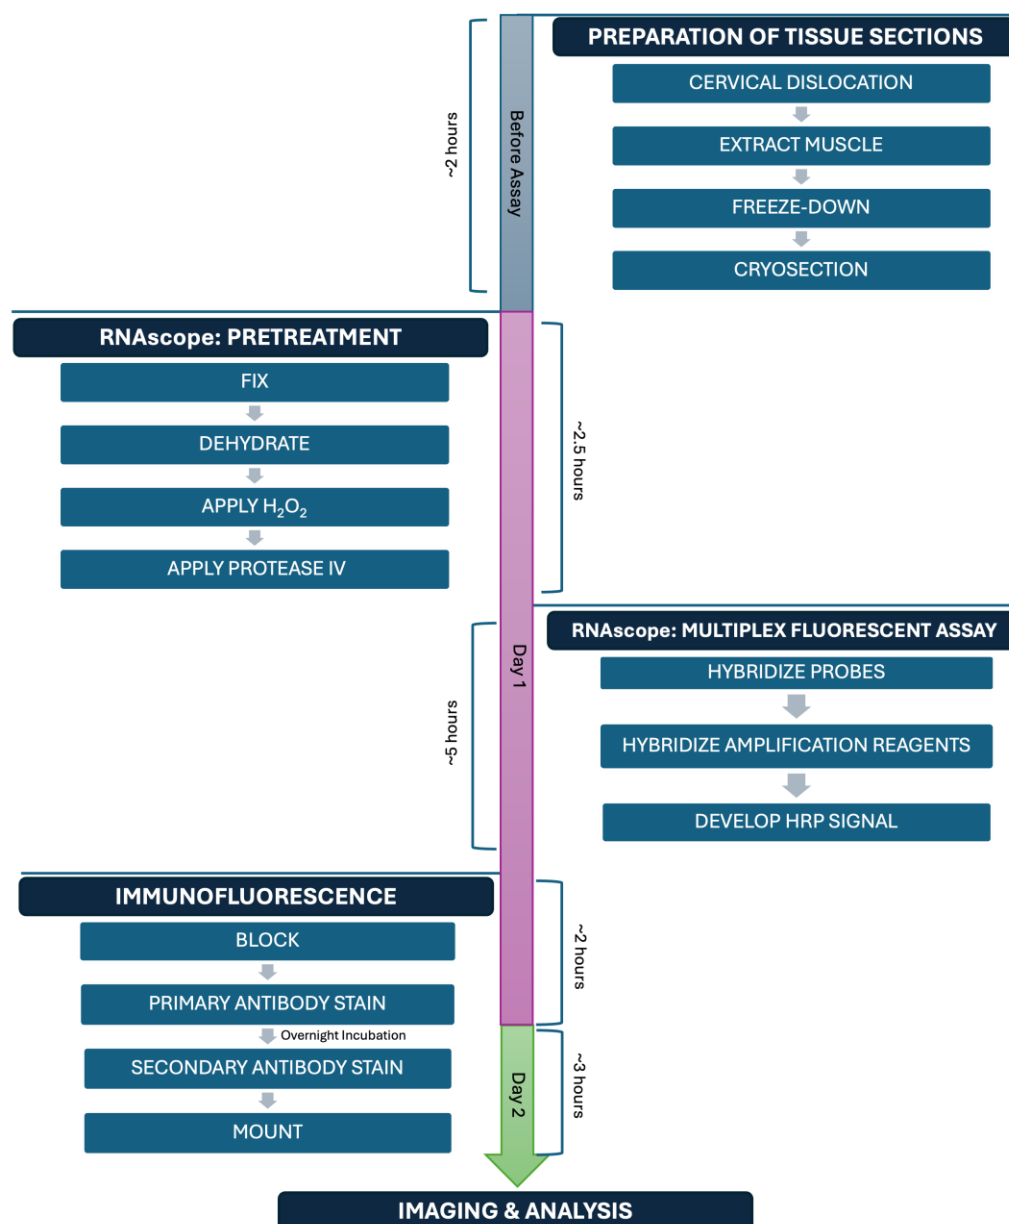 PREPARATION OF TISSUE SECTIONS
CERVICAL DISLOCATION
EXTRACT MUSCLE
FREEZE-DOWN
CRYOSECTION
~2 hours
Before Assay
RNAscope: PRETREATMENT
FIX
DEHYDRATE
APPLY H₂O₂
APPLY PROTEASE IV
~2.5 hours
Day 1
RNAscope: MULTIPLEX FLUORESCENT ASSAY
HYBRIDIZE PROBES
HYBRIDIZE AMPLIFICATION REAGENTS
DEVELOP HRP SIGNAL
~5 hours
IMMUNOFLUORESCENCE
BLOCK
PRIMARY ANTIBODY STAIN
Overnight Incubation
SECONDARY ANTIBODY STAIN
MOUNT
~2 hours
Day 2
~3 hours
IMAGING & ANALYSIS